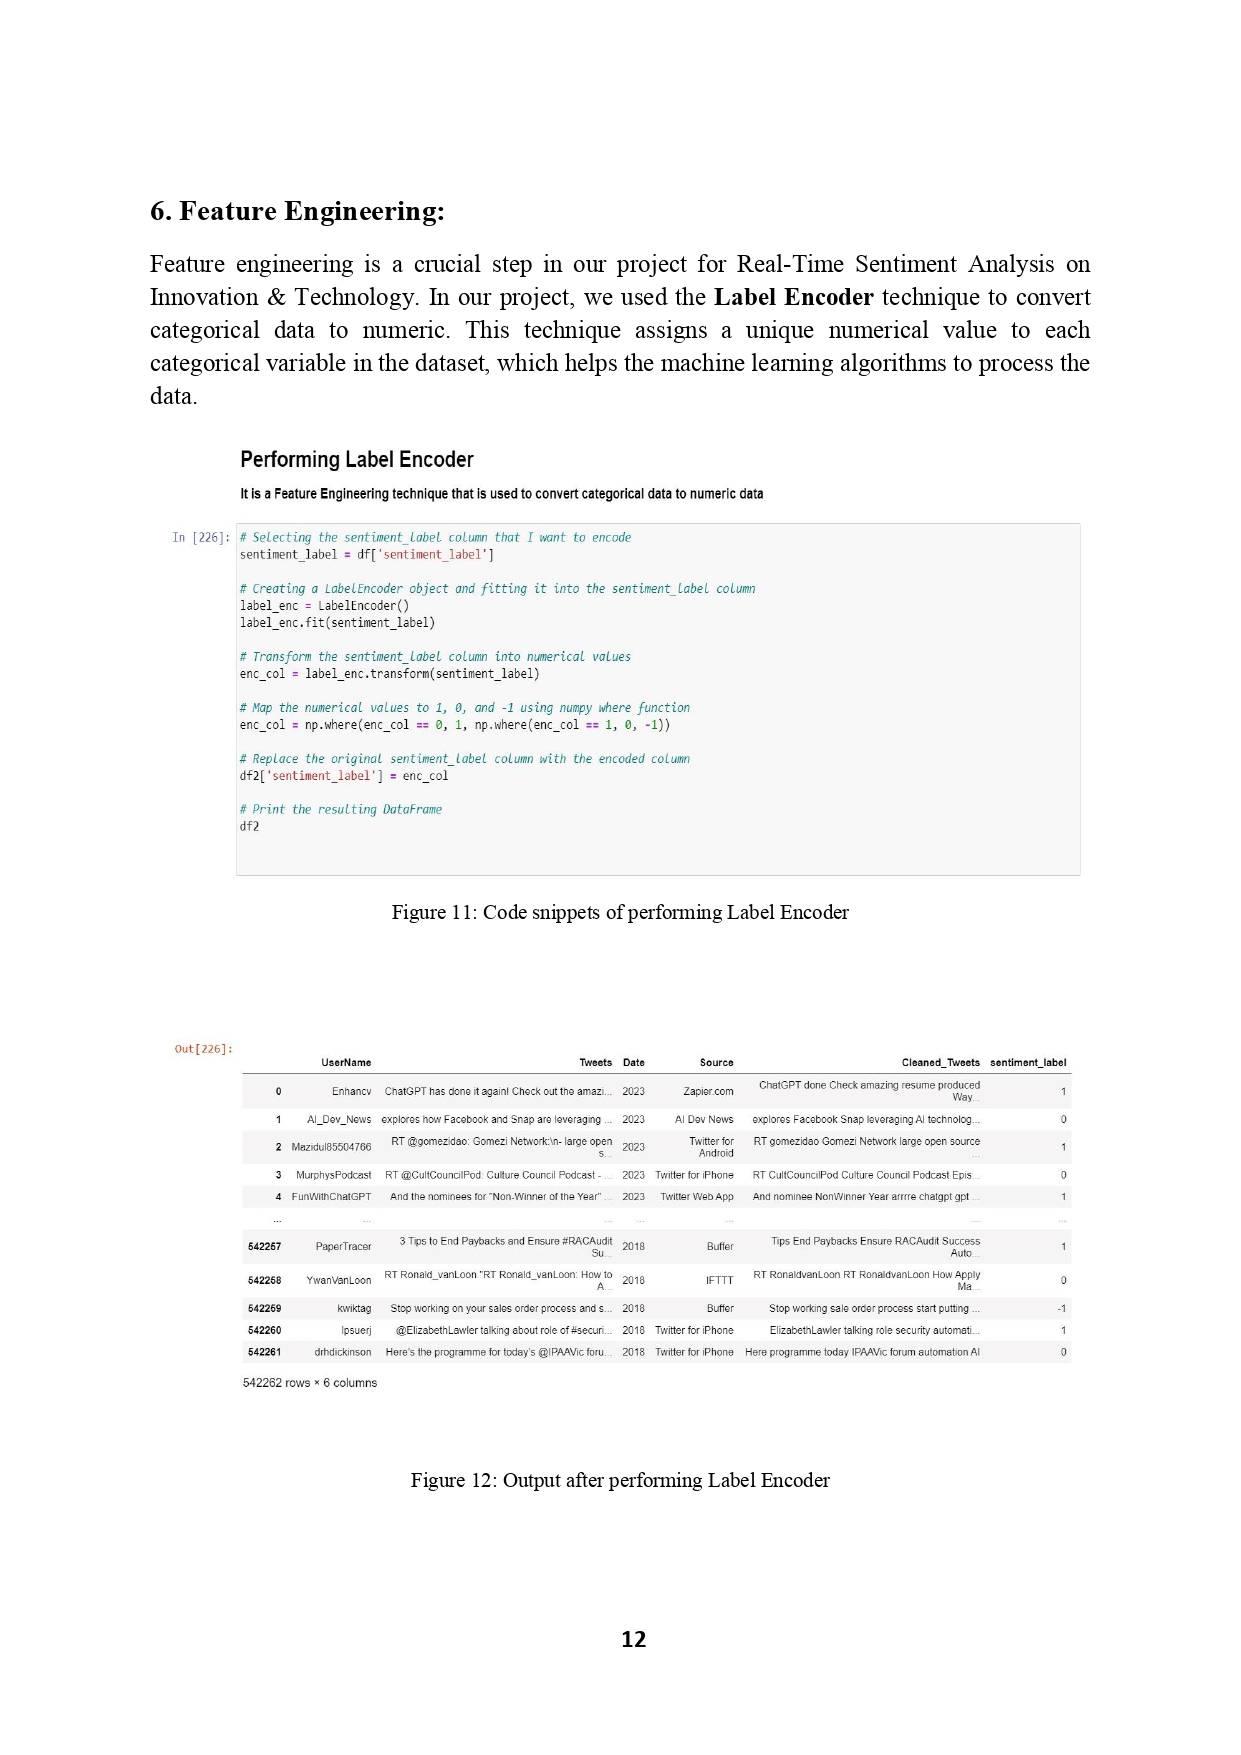 6. Feature Engineering:
Feature engineering is a crucial step in our project for Real-Time Sentiment Analysis on
Innovation & Technology. In our project, we used the Label Encoder technique to convert
categorical data to numeric. This technique assigns a unique numerical value to each
categorical variable in the dataset, which helps the machine learning algorithms to process the
data.
Performing Label Encoder
It is a Feature Engineering technique that is used to convert categorical data to numeric data
In [226]: # Selecting the sentiment_label column that I want to encode
sentiment_label = df['sentiment_label']
# Creating a LabelEncoder object and fitting it into the sentiment_label column
label_enc = LabelEncoder()
label_enc.fit(sentiment_label)
# Transform the sentiment_label column into numerical values
enc_col = label_enc.transform(sentiment_label)
# Map the numerical values to 1, 0, and -1 using numpy where function
enc_col = np.where(enc_col == 0, 1, np.where(enc_col == 1, 0, -1))
# Replace the original sentiment_label column with the encoded column
df2['sentiment_label'] = enc_col
# Print the resulting DataFrame
df2
Figure 11: Code snippets of performing Label Encoder
Out[226]:
UserName Tweets Date Source Cleaned_Tweets sentiment_label
0 Enhancv ChatGPT has done it again! Check out the amazi... 2023 Zapier.com ChatGPT done Check amazing resume produced
Way... 1
1 AI_Dev_News explores how Facebook and Snap are leveraging ... 2023 AI Dev News explores Facebook Snap leveraging AI technolog... 0
2 Mazidul85504766 RT @gomezidao: Gomezi Network:\n- large open
s... 2023 Twitter for
Android RT gomezidao Gomezi Network large open source
... 1
3 MurphysPodcast RT @CultCouncilPod: Culture Council Podcast - ... 2023 Twitter for iPhone RT CultCouncilPod Culture Council Podcast Epis... 0
4 FunWithChatGPT And the nominees for "Non-Winner of the Year" ... 2023 Twitter Web App And nominee NonWinner Year arrrre chatgpt gpt ... 1
... ... ... ... ... ... ...
542257 PaperTracer 3 Tips to End Paybacks and Ensure #RACAudit
Su... 2018 Buffer Tips End Paybacks Ensure RACAudit Success
Auto... 1
542258 YwanVanLoon RT Ronald_vanLoon "RT Ronald_vanLoon: How to
A... 2018 IFTTT RT RonaldvanLoon RT RonaldvanLoon How Apply
Ma... 0
542259 kwiktag Stop working on your sales order process and s... 2018 Buffer Stop working sale order process start putting ... -1
542260 lpsuerj @ElizabethLawler talking about role of #securi... 2018 Twitter for iPhone ElizabethLawler talking role security automati... 1
542261 drhdickinson Here's the programme for today's @IPAAVic foru... 2018 Twitter for iPhone Here programme today IPAAVic forum automation AI 0
542262 rows × 6 columns
Figure 12: Output after performing Label Encoder
12